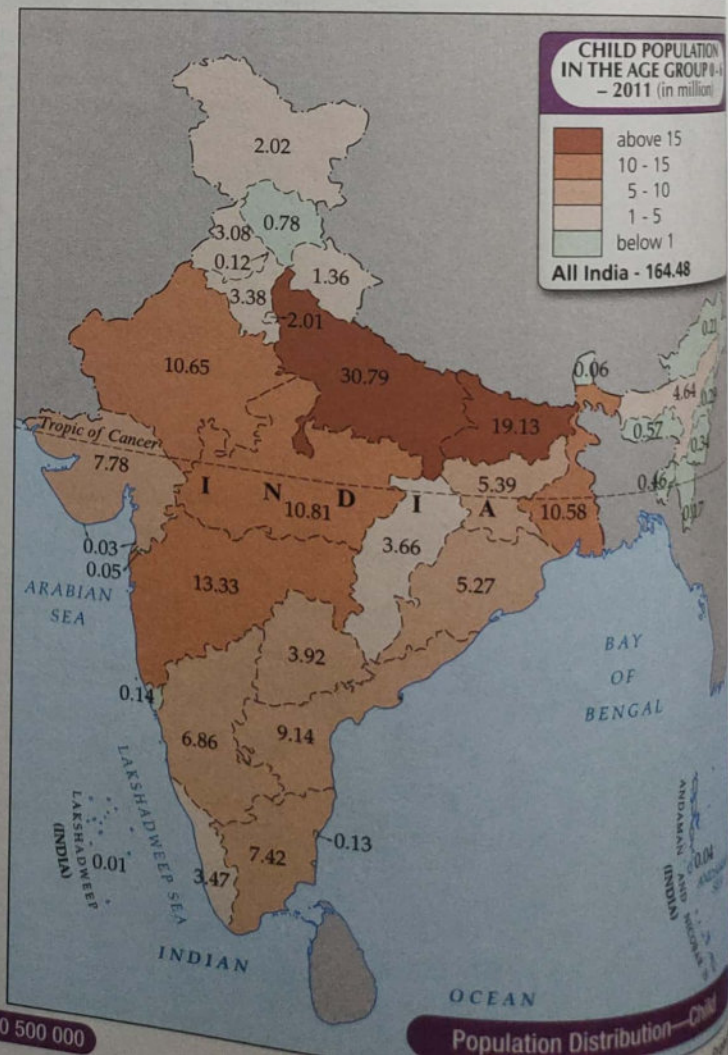 CHILD POPULATION
IN THE AGE GROUP
– 2011 (in million)
above 15
10 - 15
5 - 10
1 - 5
below 1
All India - 164.48
2.02
0.78
3.08
0.12
1.36
3.38
2.01
10.65
30.79
0.06
19.13
4.64
0.57
Tropic of Cancer
7.78
5.39
0.46
I N D I A
10.81
10.58
3.66
0.03
0.05
13.33
5.27
ARABIAN
SEA
3.92
BAY
OF
BENGAL
0.14
6.86
9.14
LAKSHADWEEP SEA
LAKSHADWEEP
(INDIA)
0.01
7.42
0.13
3.47
ANDAMAN AND NICOBAR
(INDIA)
0.04
INDIAN
OCEAN
0 500 000
Population Distribution—Child